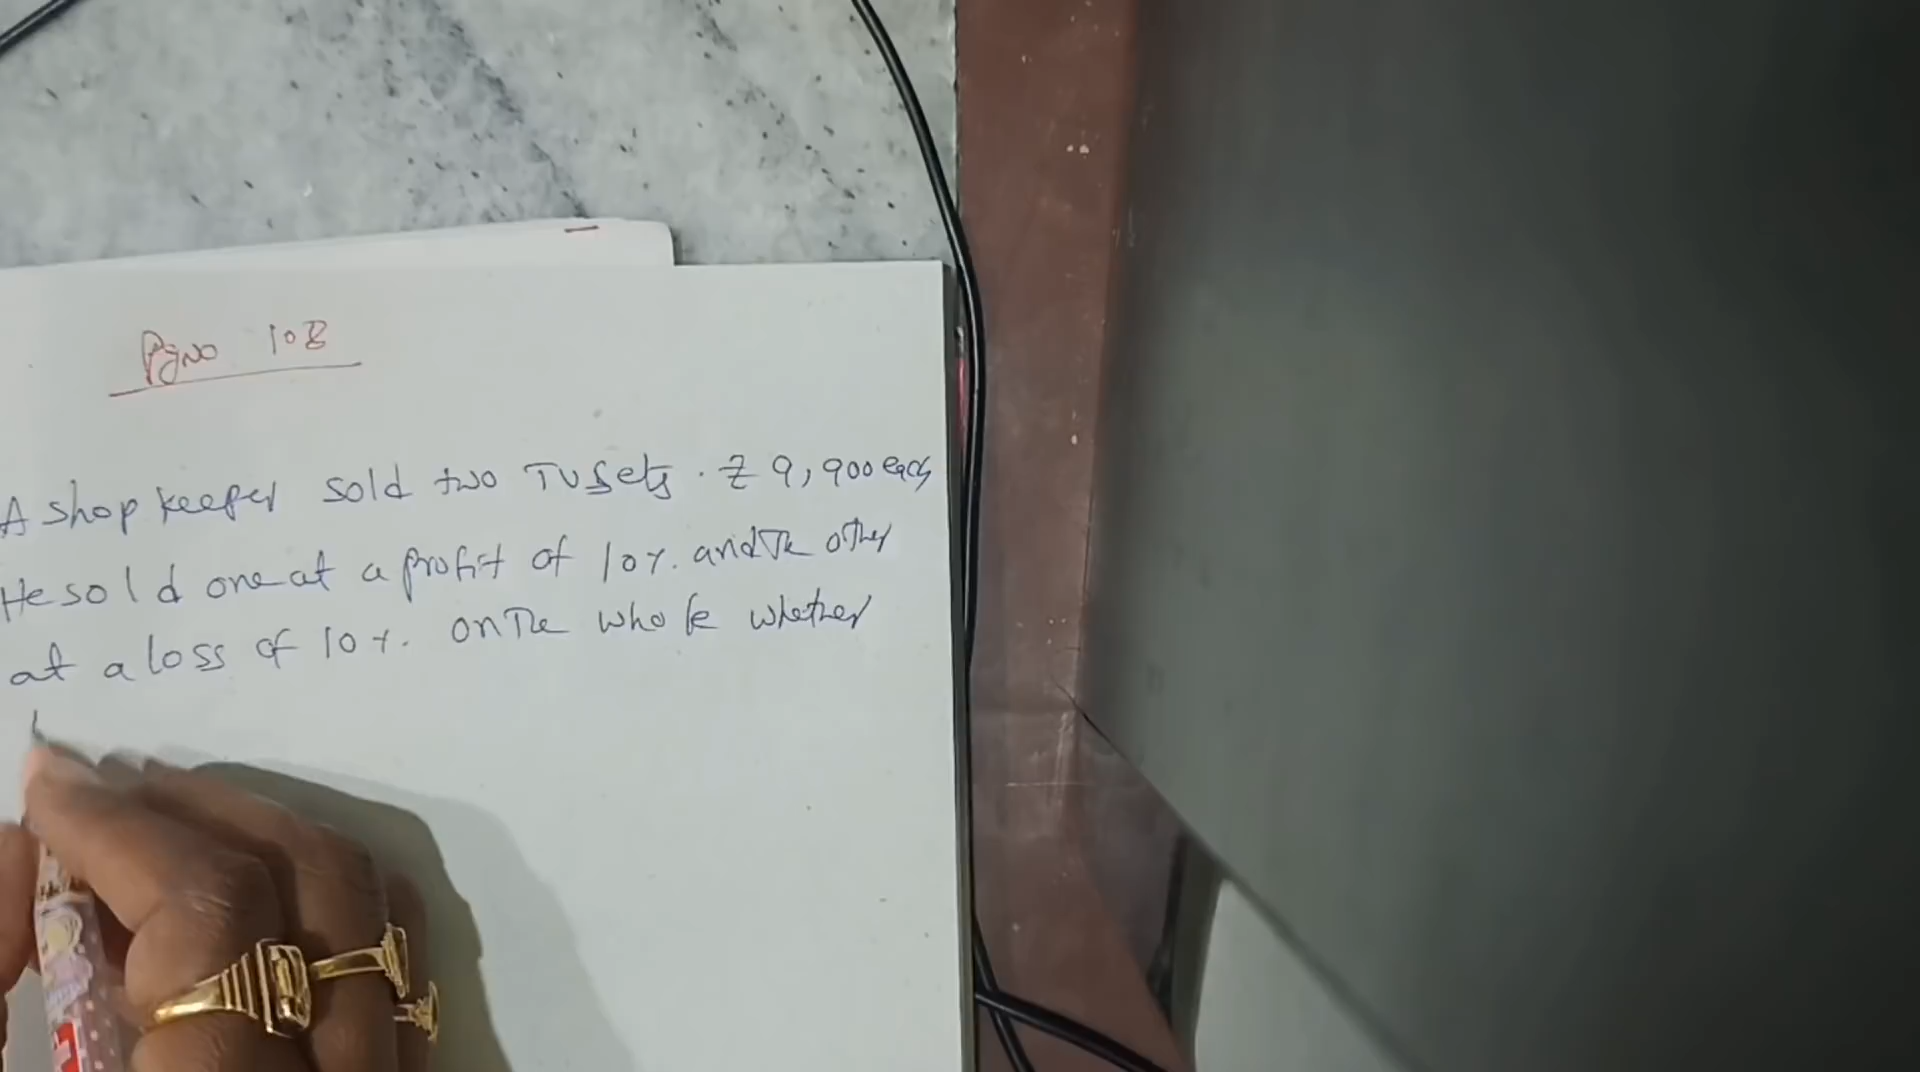 Pg No 108
A shop keeper sold two TV sets. ₹ 9,900 each
He sold one at a profit of 10%. and the other
at a loss of 10%. on the whole whether